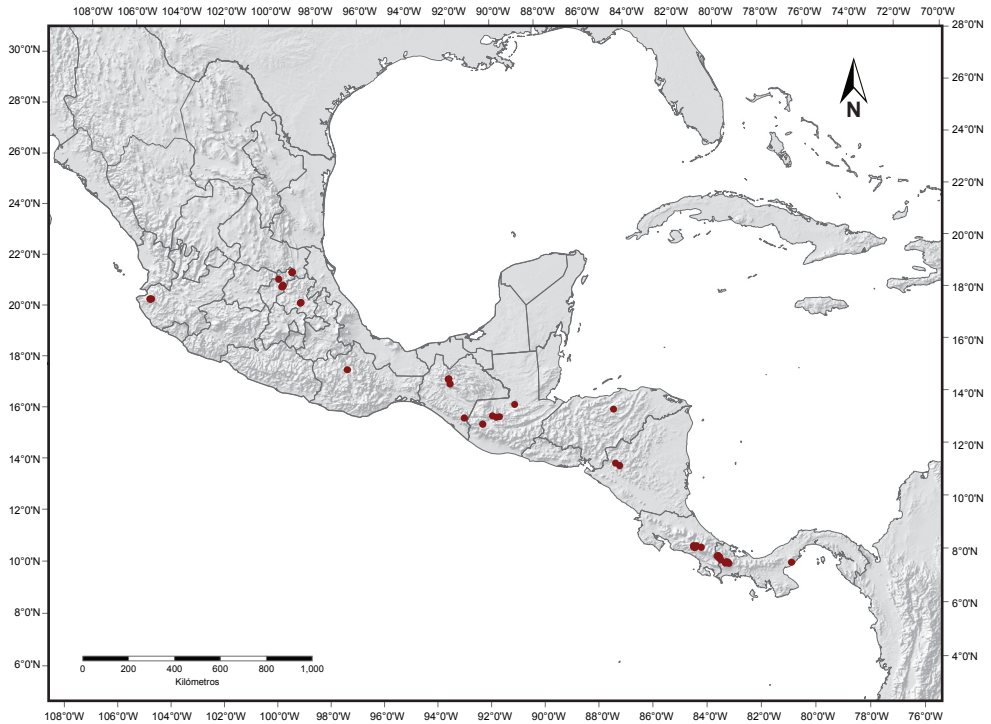 108°0'W 106°0'W 104°0'W 102°0'W 100°0'W 98°0'W 96°0'W 94°0'W 92°0'W 90°0'W 88°0'W 86°0'W 84°0'W 82°0'W 80°0'W 78°0'W 76°0'W 74°0'W 72°0'W 70°0'W
28°0'N
30°0'N
26°0'N
28°0'N
24°0'N
26°0'N
22°0'N
24°0'N
20°0'N
22°0'N
18°0'N
20°0'N
16°0'N
18°0'N
14°0'N
16°0'N
12°0'N
14°0'N
10°0'N
12°0'N
8°0'N
10°0'N
6°0'N
8°0'N
4°0'N
6°0'N
N
0 200 400 600 800 1,000
Kilómetros
108°0'W 106°0'W 104°0'W 102°0'W 100°0'W 98°0'W 96°0'W 94°0'W 92°0'W 90°0'W 88°0'W 86°0'W 84°0'W 82°0'W 80°0'W 78°0'W 76°0'W